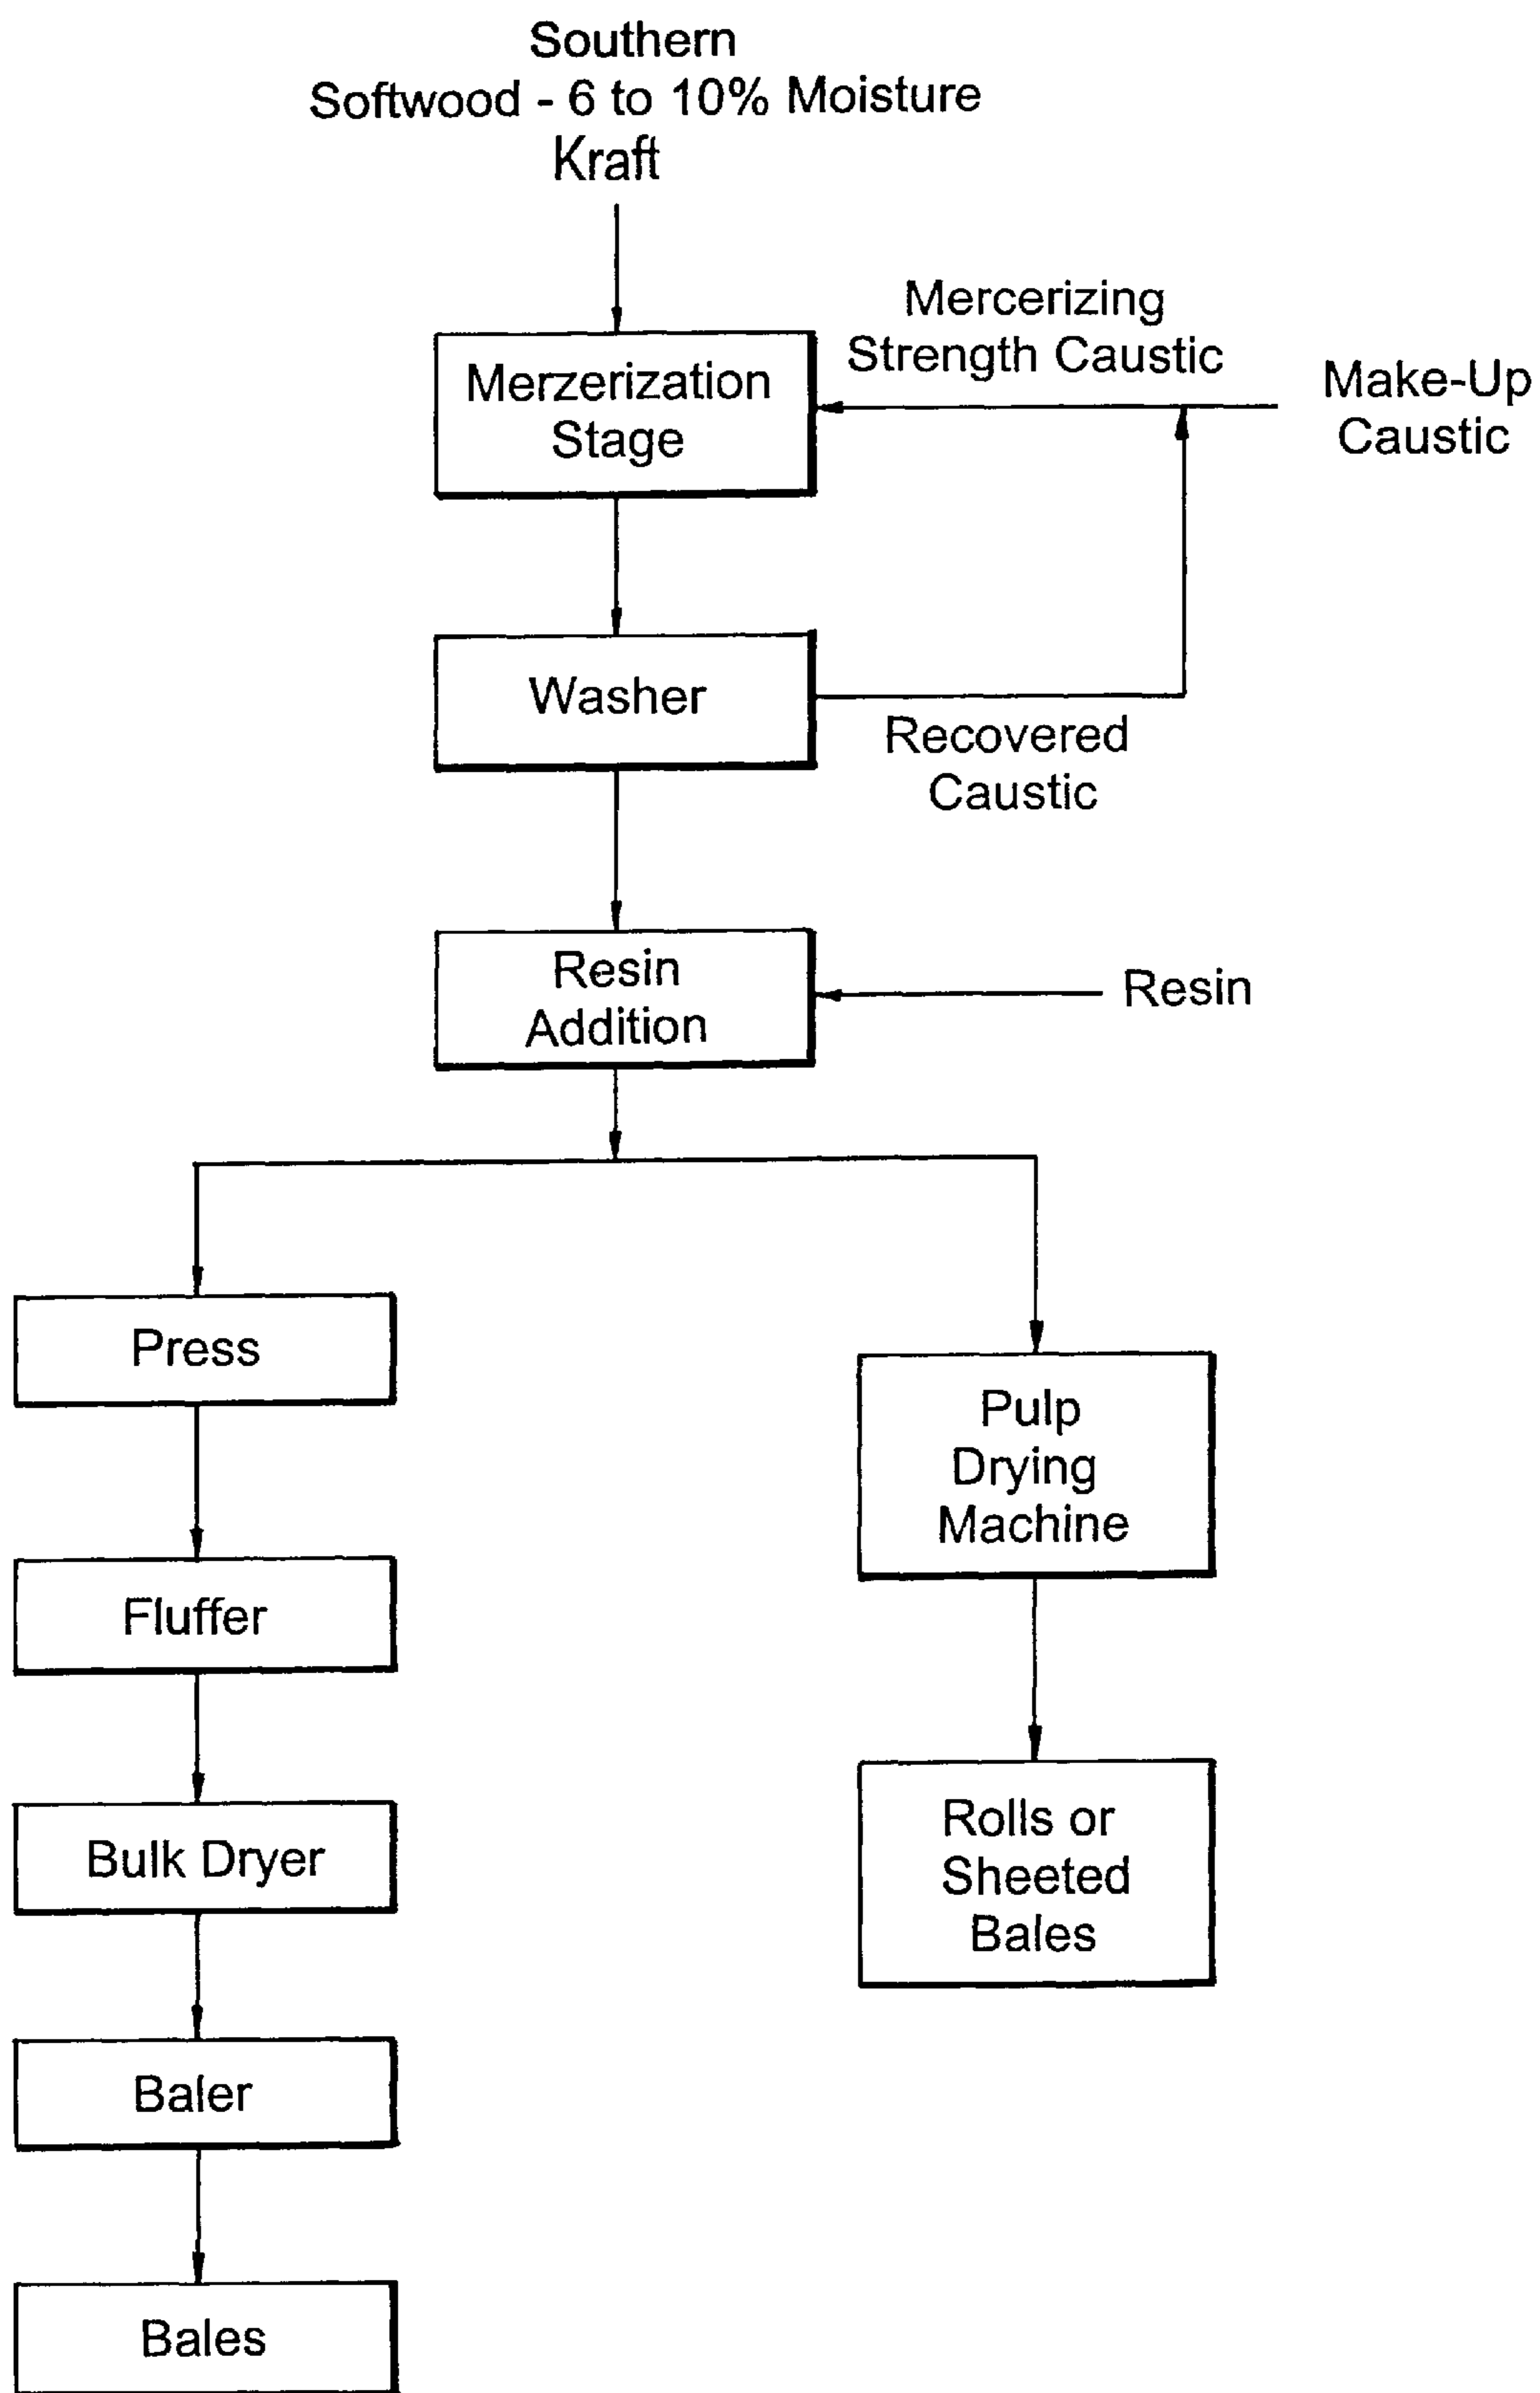 Southern
Softwood - 6 to 10% Moisture
Kraft
Mercerizing
Strength Caustic
Make-Up
Caustic
Merzerization
Stage
Washer
Recovered
Caustic
Resin
Addition
Resin
Press
Pulp
Drying
Machine
Fluffer
Rolls or
Sheeted
Bales
Bulk Dryer
Baler
Bales